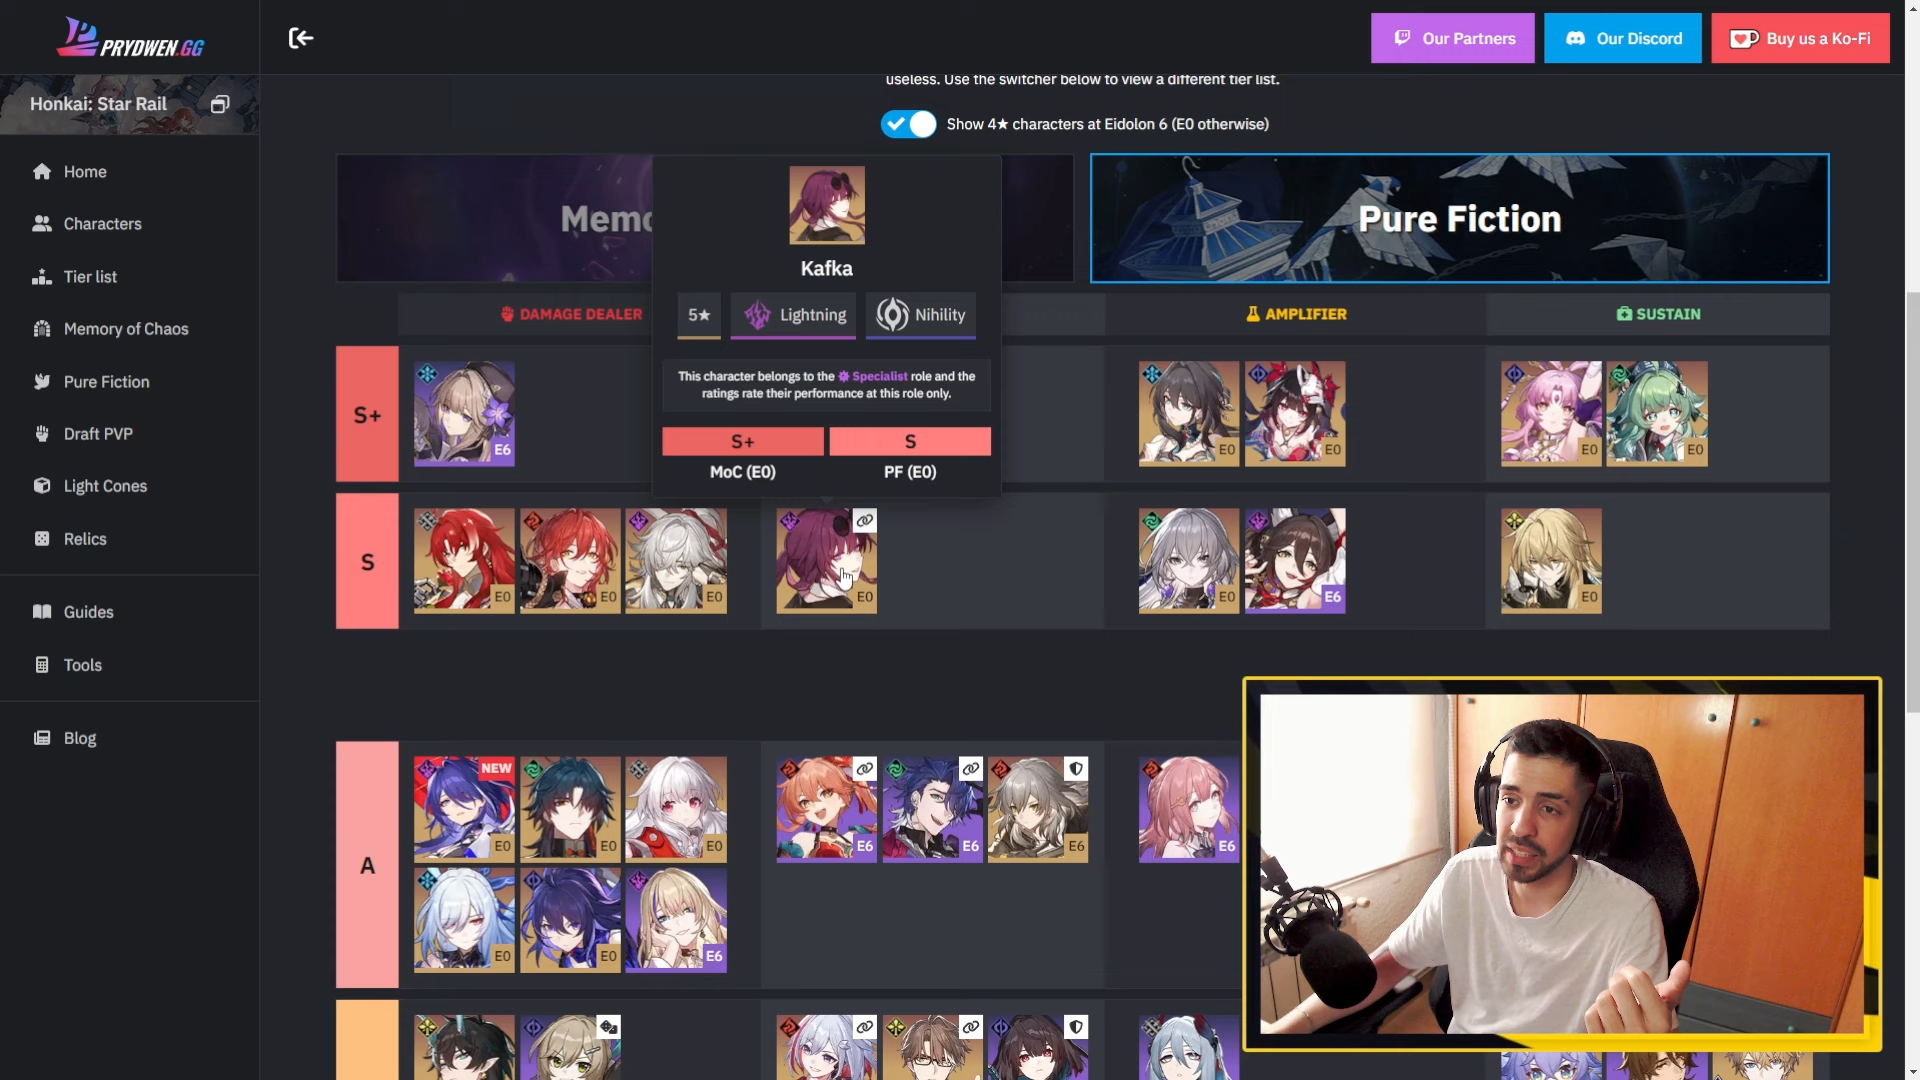 PRYDWEN.GG
Our Partners
Our Discord
Buy us a Ko-Fi
Honkai: Star Rail
Home
Characters
Tier list
Memory of Chaos
Pure Fiction
Draft PVP
Light Cones
Relics
Guides
Tools
Blog
useless. Use the switcher below to view a different tier list.
Show 4★ characters at Eidolon 6 (E0 otherwise)
Memo
Pure Fiction
Kafka
5★
Lightning
Nihility
This character belongs to the Specialist role and the
ratings rate their performance at this role only.
S+
S
MoC (E0)
PF (E0)
DAMAGE DEALER
AMPLIFIER
SUSTAIN
S+
E6
E0
E0
E0
E0
S
E0
E0
E0
E0
E0
E6
E0
A
NEW
E0
E0
E0
E6
E6
E6
E6
E0
E0
E6